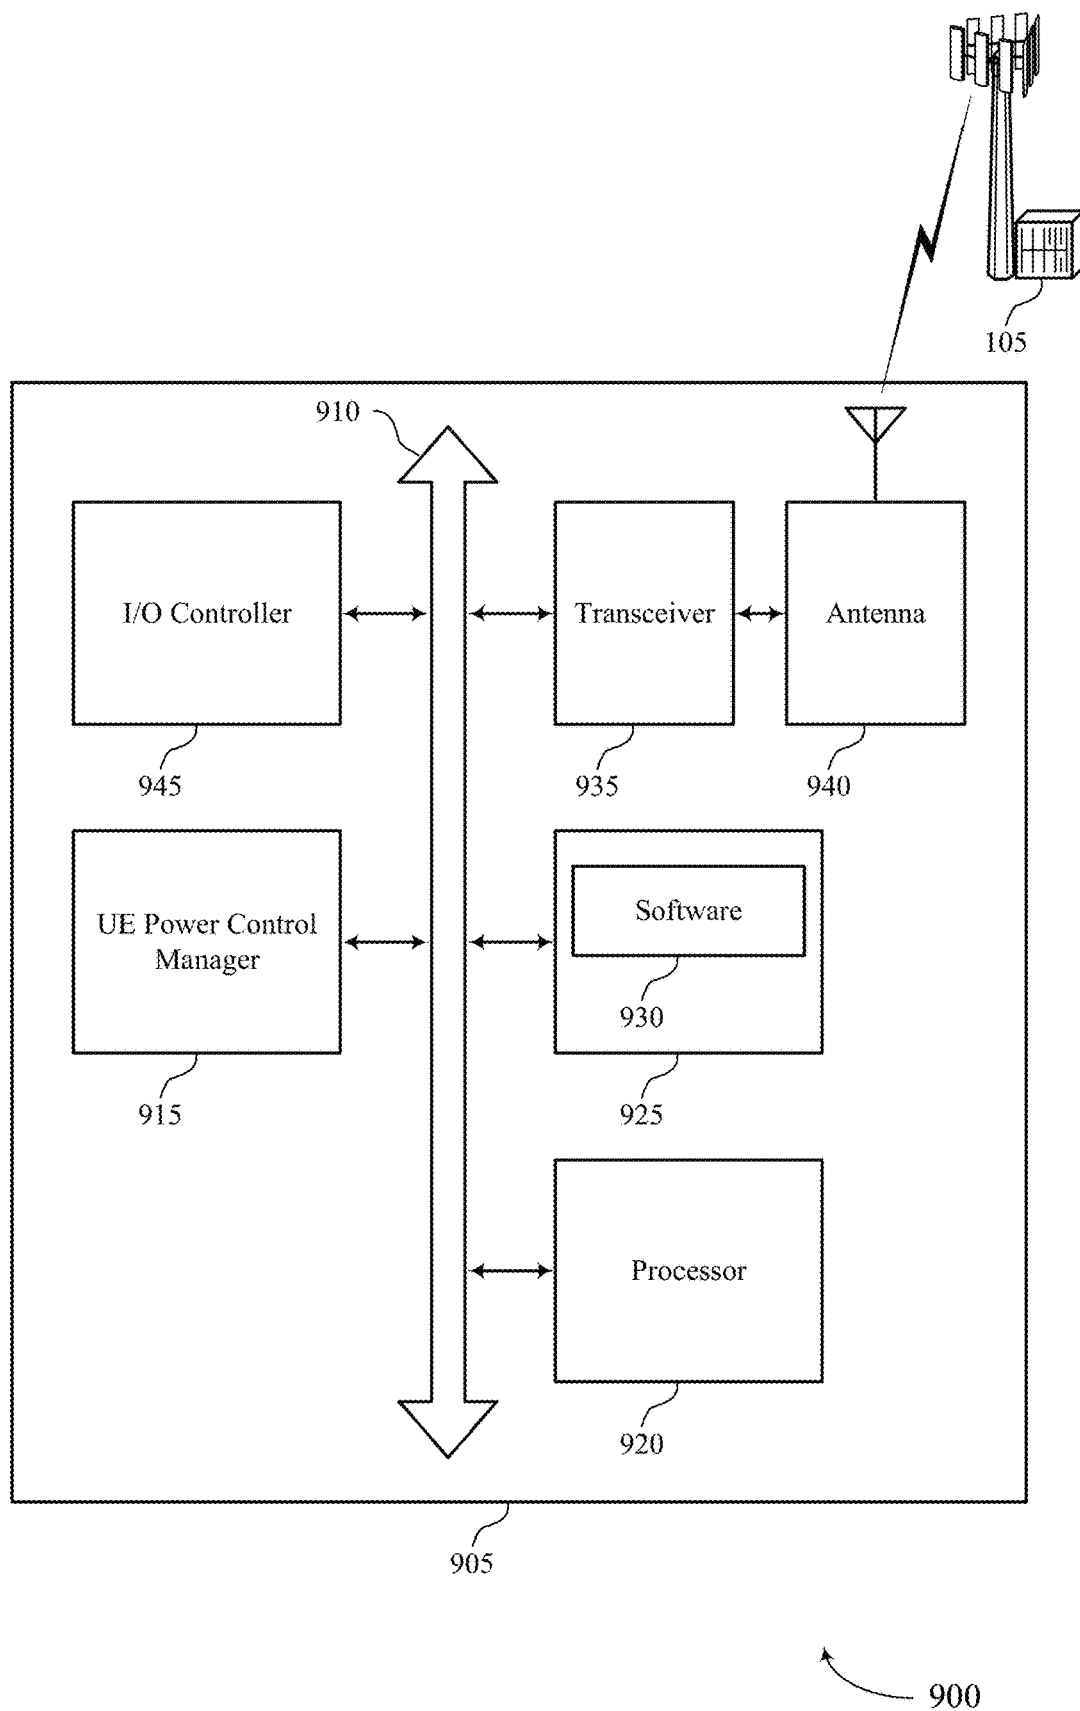 105
910
I/O Controller
Transceiver
Antenna
945
935
940
UE Power Control
Manager
Software
930
915
925
Processor
920
905
900